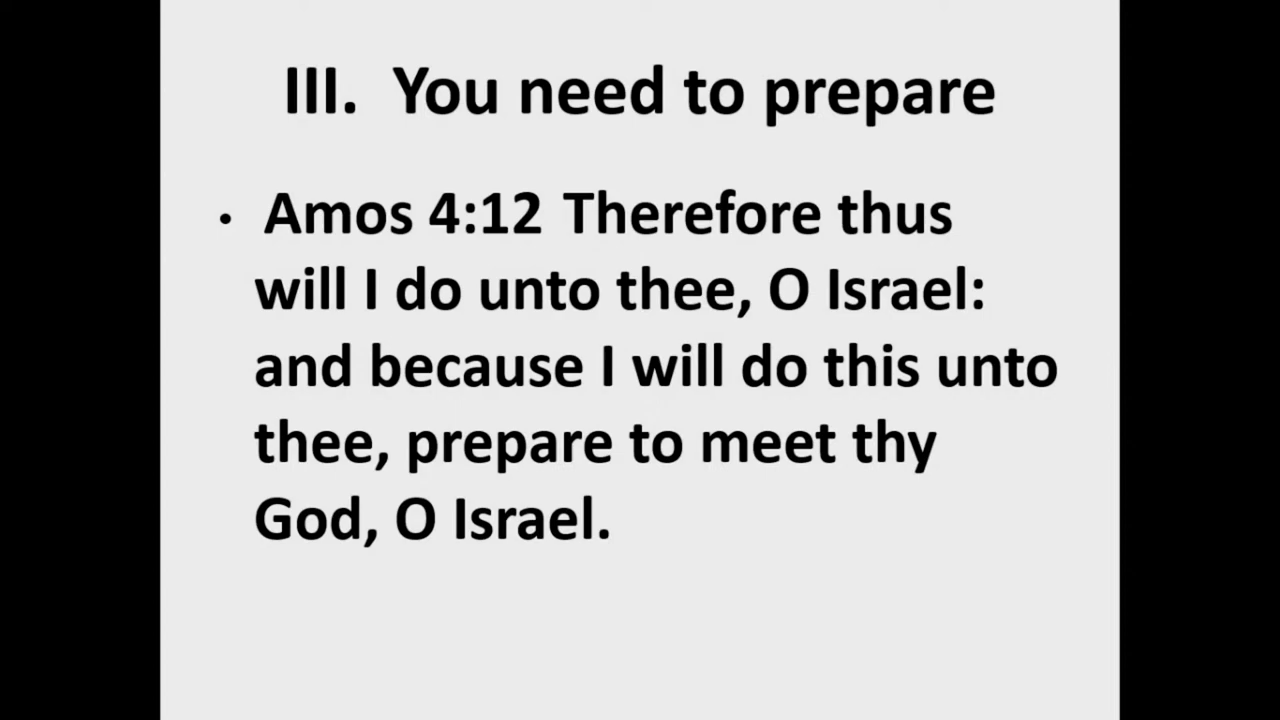 III. You need to prepare
• Amos 4:12 Therefore thus
will I do unto thee, O Israel:
and because I will do this unto
thee, prepare to meet thy
God, O Israel.